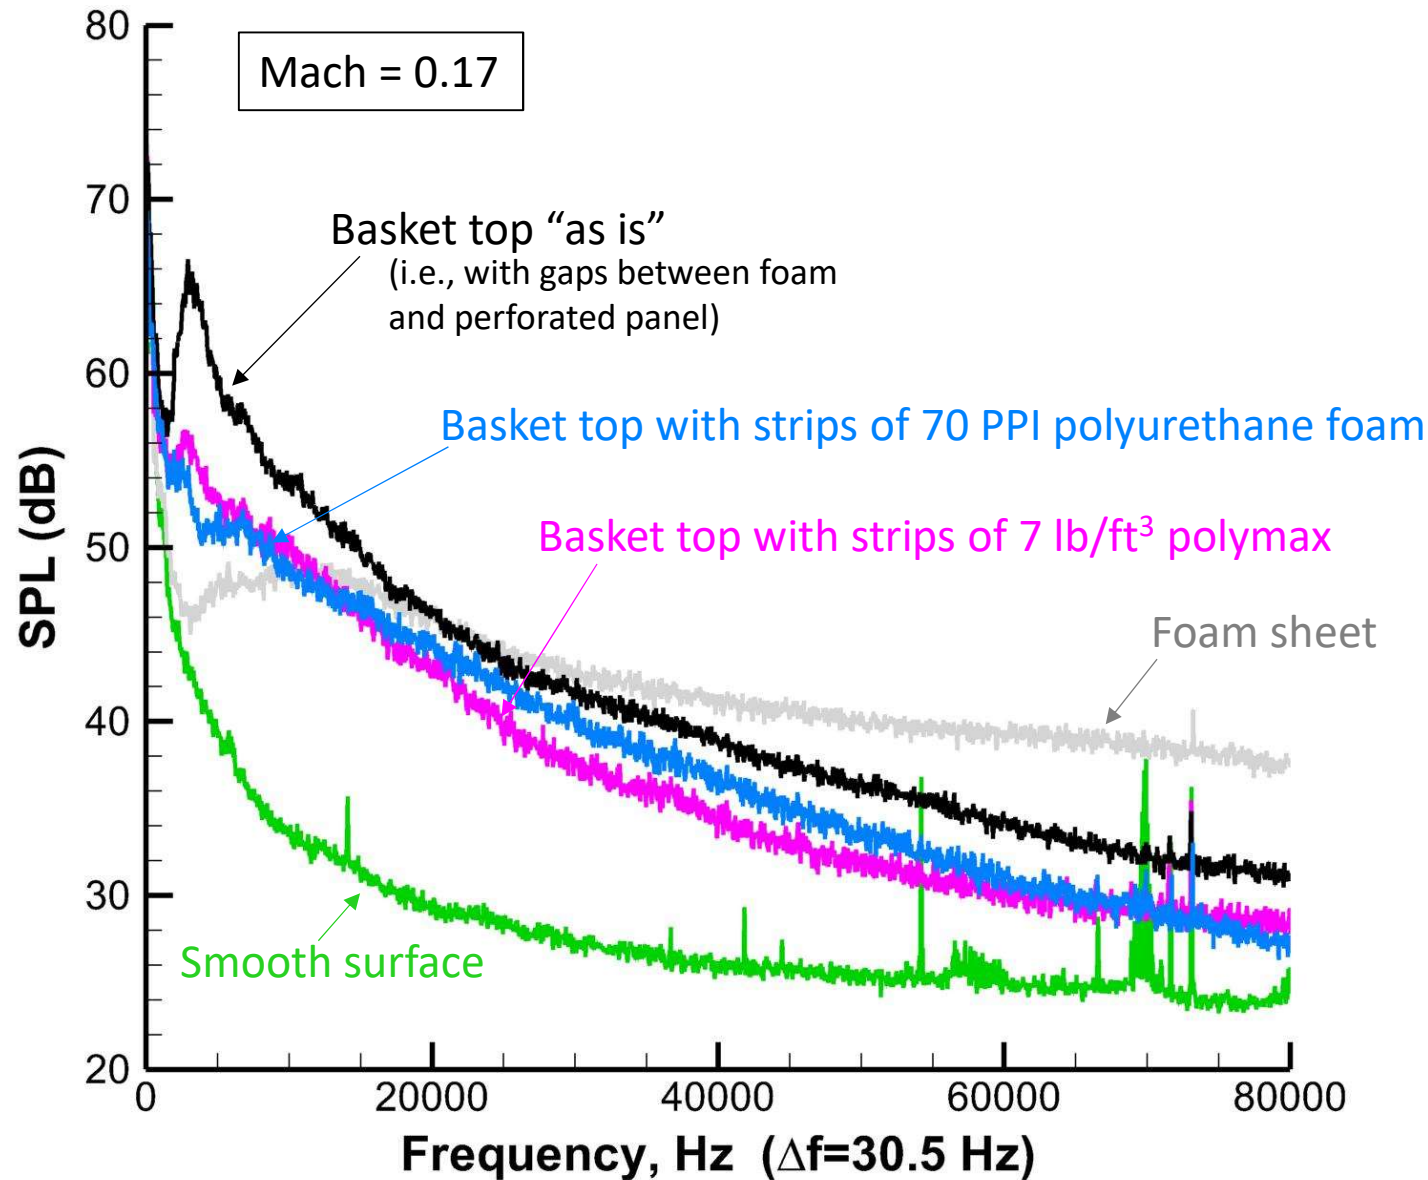 80
Mach = 0.17
70
Basket top “as is”
(i.e., with gaps between foam
and perforated panel)
60
Basket top with strips of 70 PPI polyurethane foam
SPL (dB)
50
Basket top with strips of 7 lb/ft³ polymax
Foam sheet
40
30
Smooth surface
20
0 20000 40000 60000 80000
Frequency, Hz (Δf=30.5 Hz)